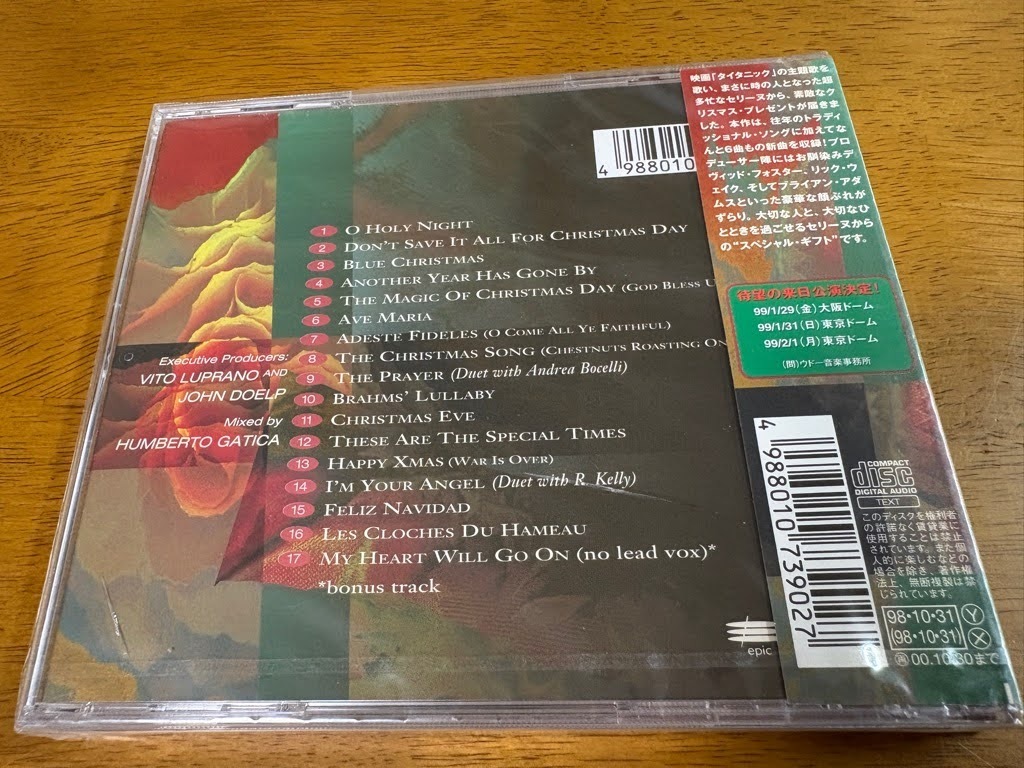 4 988010
1 O HOLY NIGHT
2 DON'T SAVE IT ALL FOR CHRISTMAS DAY
3 BLUE CHRISTMAS
4 ANOTHER YEAR HAS GONE BY
5 THE MAGIC OF CHRISTMAS DAY (GOD BLESS U
6 AVE MARIA
7 ADESTE FIDELES (O COME ALL YE FAITHFUL)
8 THE CHRISTMAS SONG (CHESTNUTS ROASTING ON
9 THE PRAYER (Duet with Andrea Bocelli)
10 BRAHMS' LULLABY
11 CHRISTMAS EVE
12 THESE ARE THE SPECIAL TIMES
13 HAPPY XMAS (WAR IS OVER)
14 I'M YOUR ANGEL (Duet with R. Kelly)
15 FELIZ NAVIDAD
16 LES CLOCHES DU HAMEAU
17 MY HEART WILL GO ON (no lead vox)*
*bonus track
Executive Producers:
VITO LUPRANO AND
JOHN DOELP
Mixed by
HUMBERTO GATICA
epic
映画「タイタニック」の主題歌を
歌い、まさに時の人となった超
多忙なセリーヌから、素敵なク
リスマス・プレゼントが届きま
した。本作は、往年のトラディ
ッショナル・ソングに加えてな
んと6曲もの新曲を収録!プロ
デューサー陣にはお馴染みデ
ヴィッド・フォスター、リック・ウ
ェイク、そしてブライアン・アダ
ムスといった豪華な顔ぶれが
ずらり。大切な人と、大切なひ
とときを過ごせるセリーヌから
の"スペシャル・ギフト"です。
待望の来日公演決定!
99/1/29(金)大阪ドーム
99/1/31(日)東京ドーム
99/2/1(月)東京ドーム
(問)ウドー音楽事務所
4 988010 739027
COMPACT
disc
DIGITAL AUDIO
TEXT
このディスクを権利者
の許諾なく賃貸業に
使用することは禁止
されています。また個
人的に楽しむなどの
場合を除き、著作権
法上、無断複製は禁
じられています。
98・10・31 Y
(98・10・31) X
再 00.10.30まで